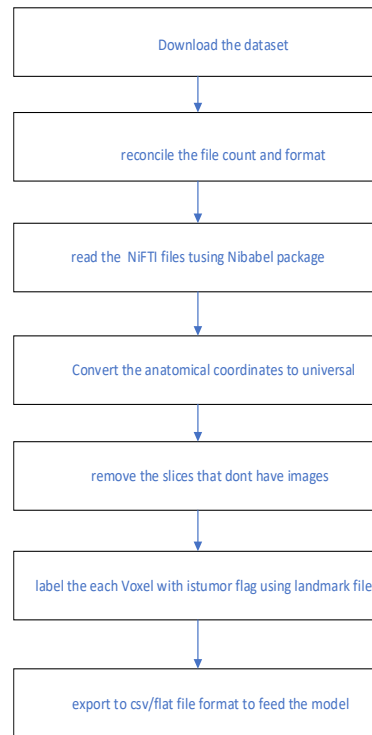 Download the dataset
reconcile the file count and format
read the NiFTI files tusing Nibabel package
Convert the anatomical coordinates to universal
remove the slices that dont have images
label the each Voxel with istumor flag using landmark file
export to csv/flat file format to feed the model